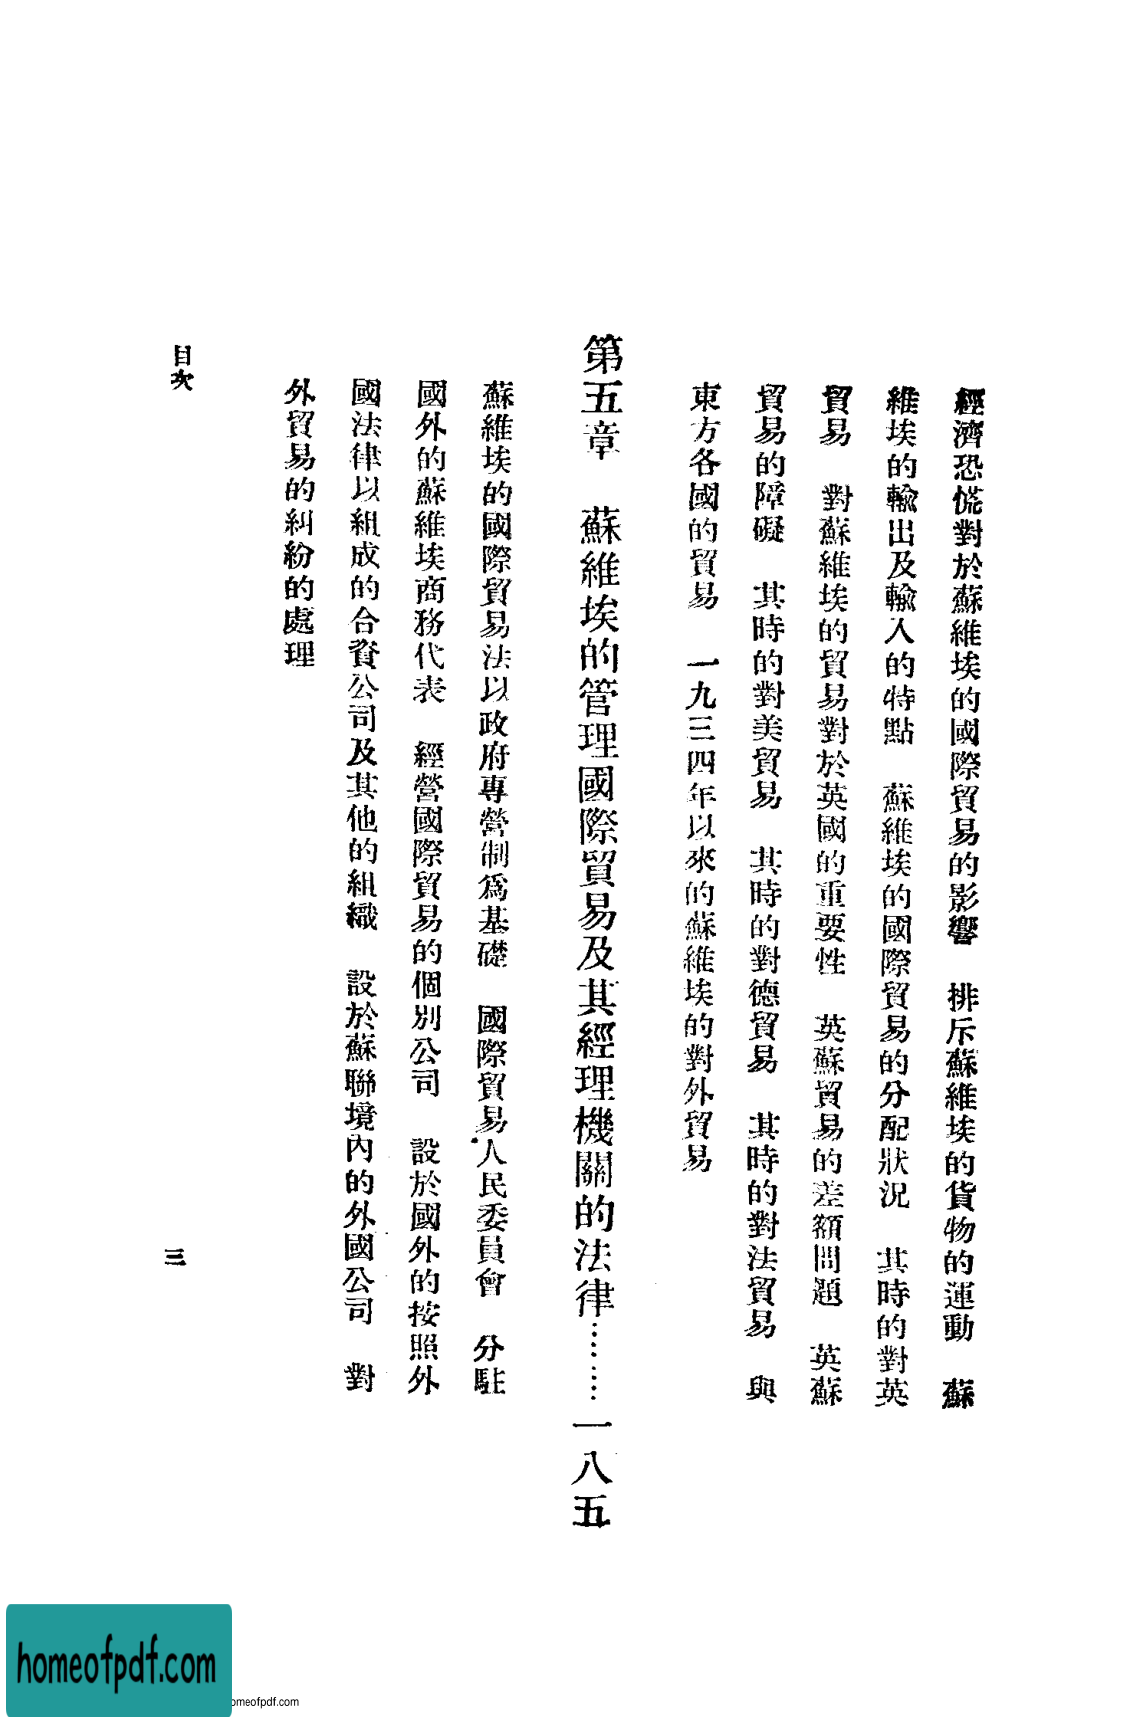 經濟恐慌對於蘇維埃的國際貿易的影響　排斥蘇維埃的貨物的運動　蘇
維埃的輸出及輸入的特點　蘇維埃的國際貿易的分配狀況　其時的對英
貿易　對蘇維埃的貿易對於英國的重要性　英蘇貿易的差額問題　英蘇
貿易的障礙　其時的對美貿易　其時的對德貿易　其時的對法貿易　與
東方各國的貿易　一九三四年以來的蘇維埃的對外貿易
第五章　蘇維埃的管理國際貿易及其經理機關的法律……一八五
蘇維埃的國際貿易法以政府專營制爲基礎　國際貿易人民委員會　分駐
國外的蘇維埃商務代表　經營國際貿易的個別公司　設於國外的按照外
國法律以組成的合資公司及其他的組織　設於蘇聯境內的外國公司　對
外貿易的糾紛的處理
目次
三
homeofpdf.com
omeofpdf.com